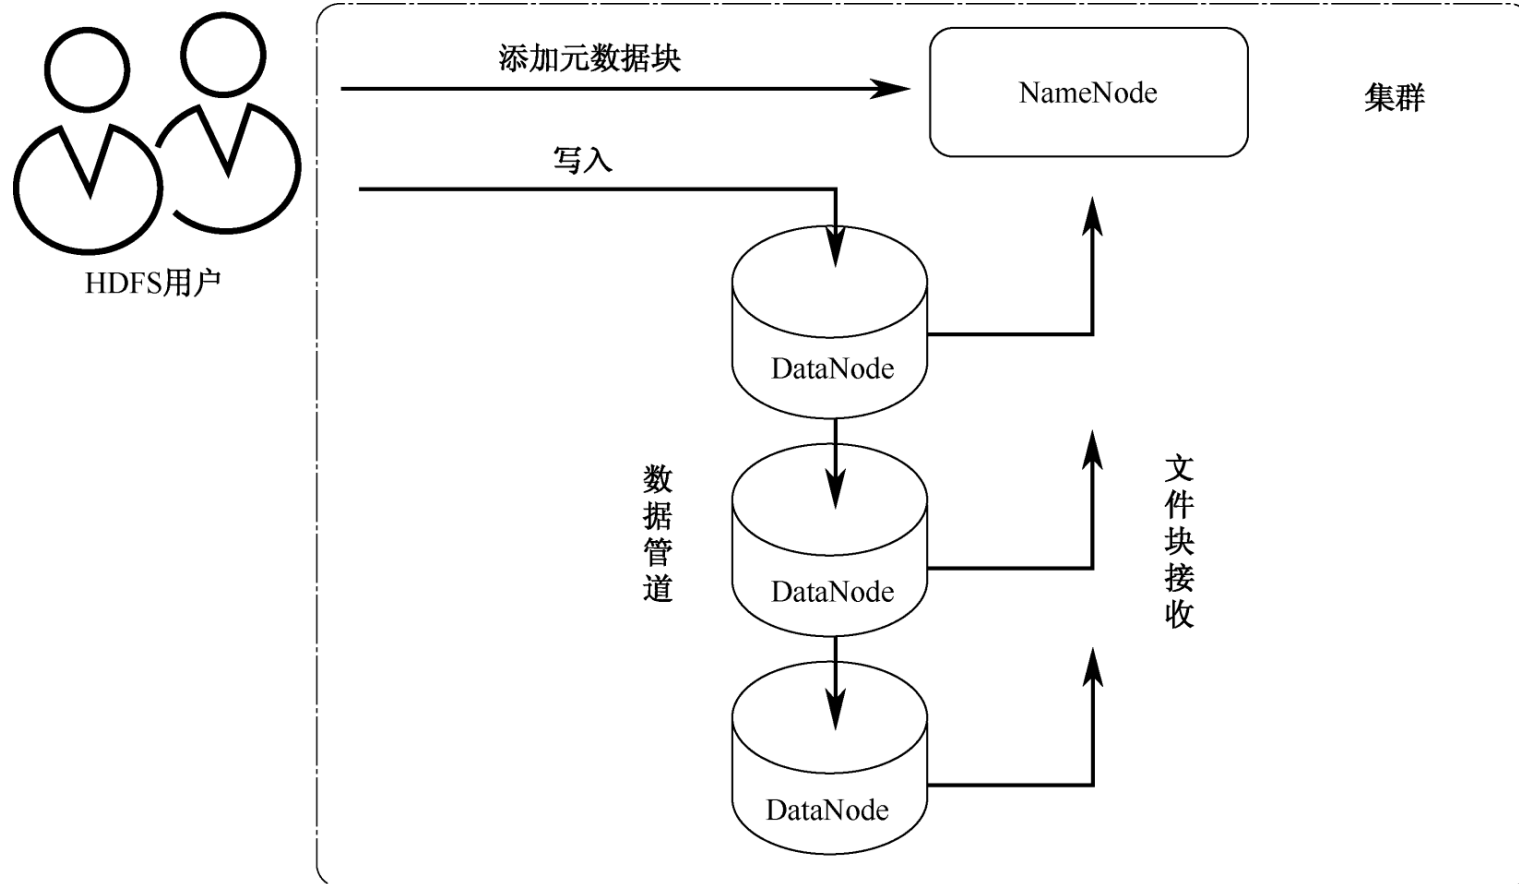 添加元数据块
NameNode
集群
写入
HDFS用户
DataNode
数据管道
文件块接收
DataNode
DataNode